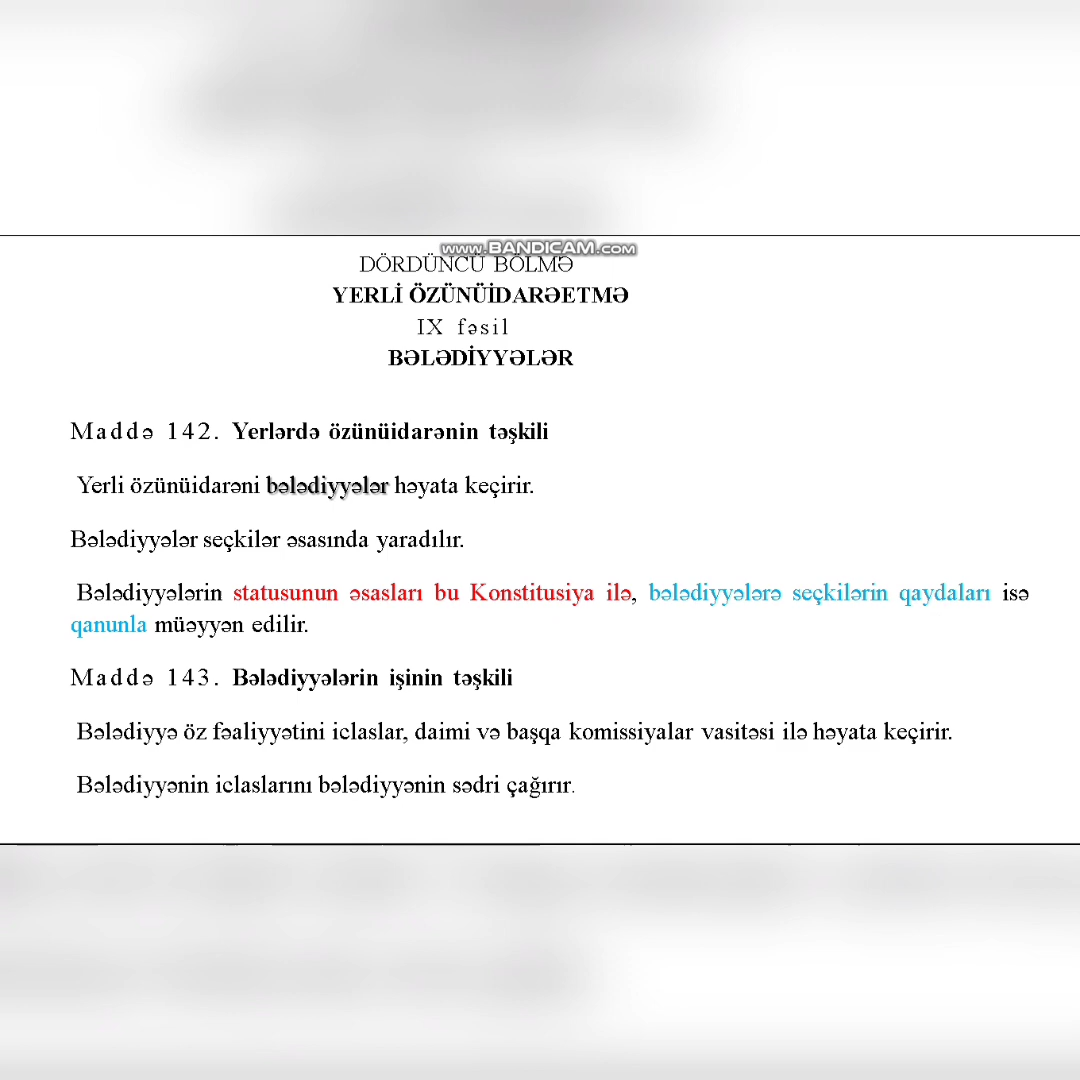 www.BANDICAM.com
DÖRDÜNCÜ BÖLMƏ
YERLİ ÖZÜNÜİDARƏETMƏ
IX fəsil
BƏLƏDİYYƏLƏR
Maddə 142. Yerlərdə özünüidarənin təşkili
Yerli özünüidarəni bələdiyyələr həyata keçirir.
Bələdiyyələr seçkilər əsasında yaradılır.
Bələdiyyələrin statusunun əsasları bu Konstitusiya ilə, bələdiyyələrə seçkilərin qaydaları isə
qanunla müəyyən edilir.
Maddə 143. Bələdiyyələrin işinin təşkili
Bələdiyyə öz fəaliyyətini iclaslar, daimi və başqa komissiyalar vasitəsi ilə həyata keçirir.
Bələdiyyənin iclaslarını bələdiyyənin sədri çağırır.